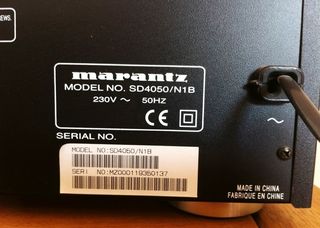 EWS.
marantz
MODEL NO. SD4050/N1B
230V ～ 50HZ
CE
SERIAL NO.
MODEL NO:SD4050/N1B
SERI NO:MZ000119350137
～
MADE IN CHINA
FABRIQUE EN CHINE